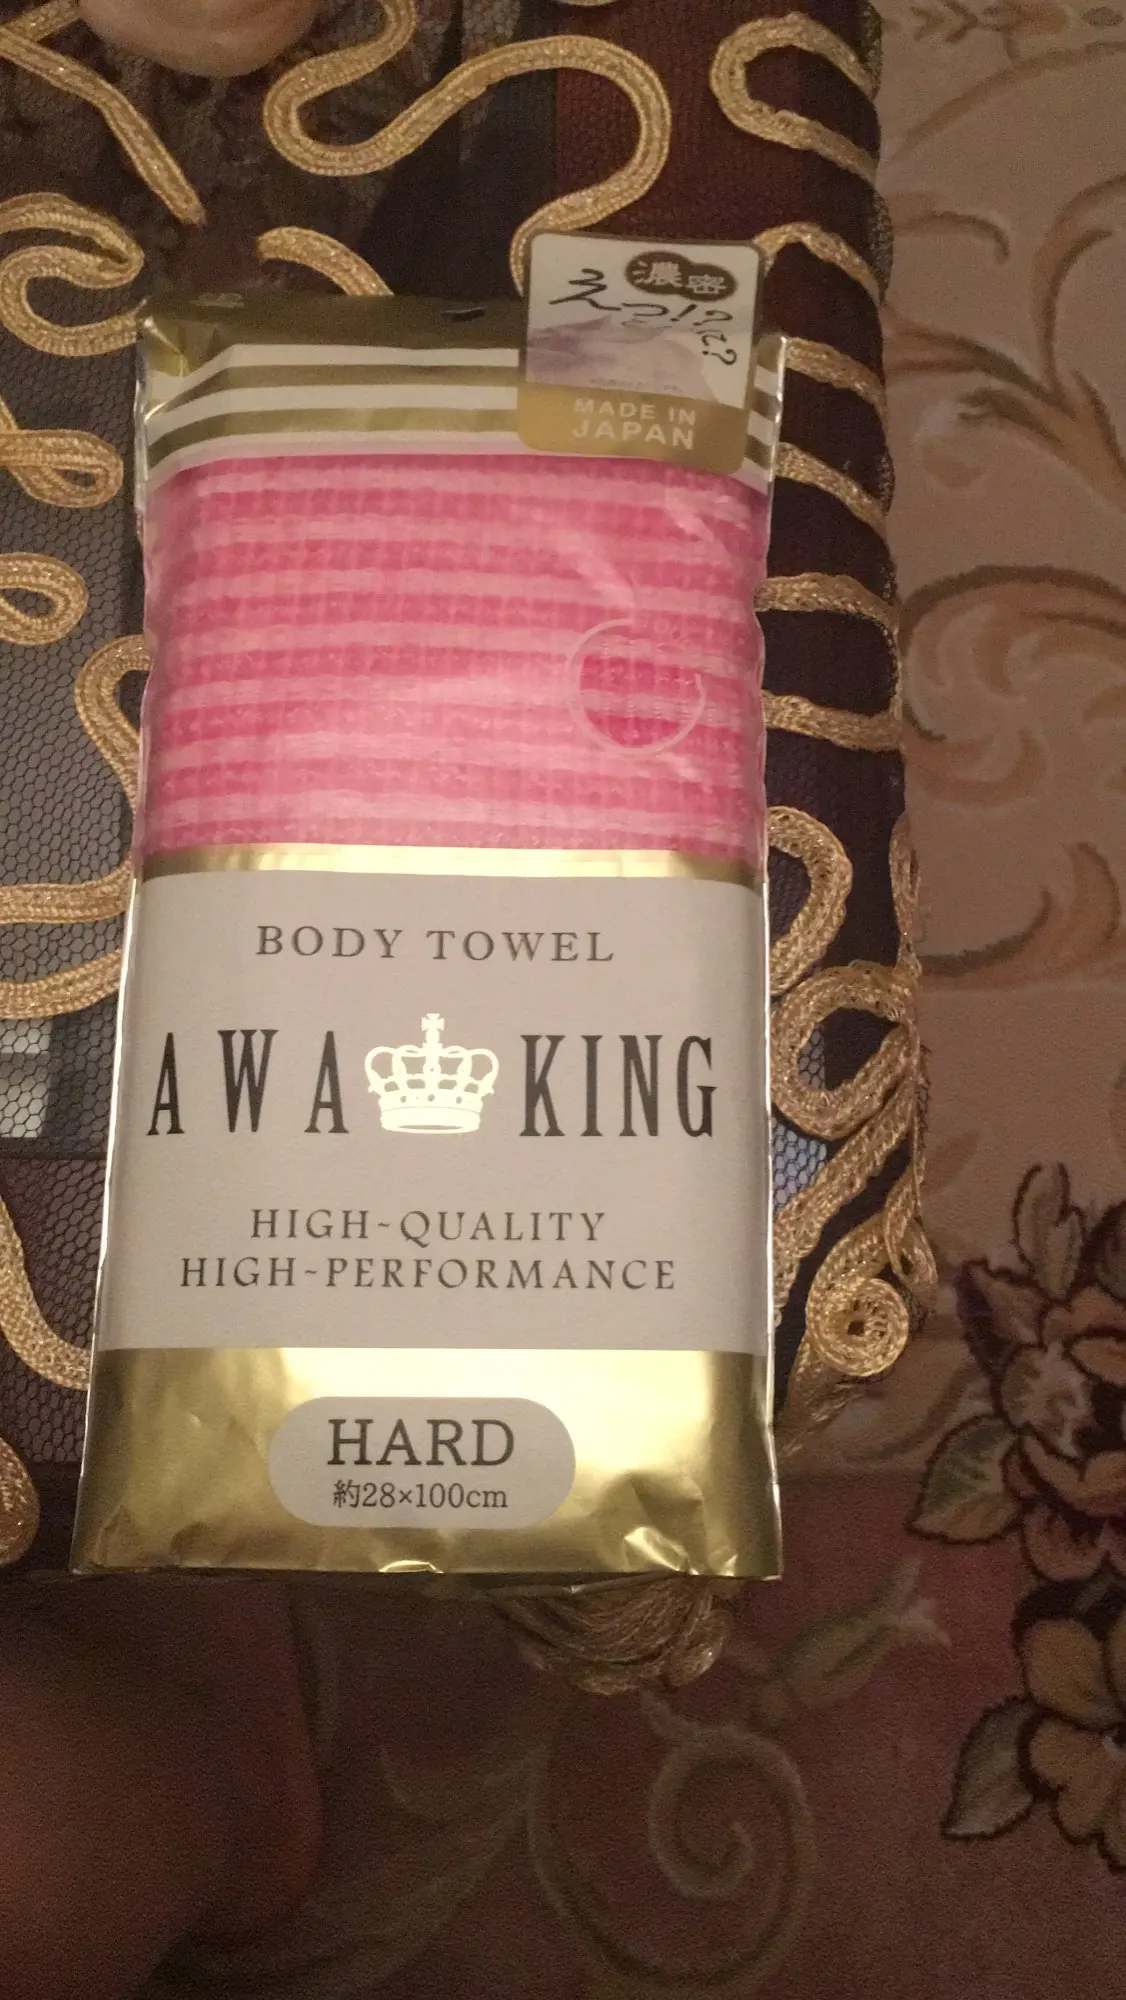 濃密
MADE IN
JAPAN
BODY TOWEL
AWA KING
HIGH-QUALITY
HIGH-PERFORMANCE
HARD
約28×100cm